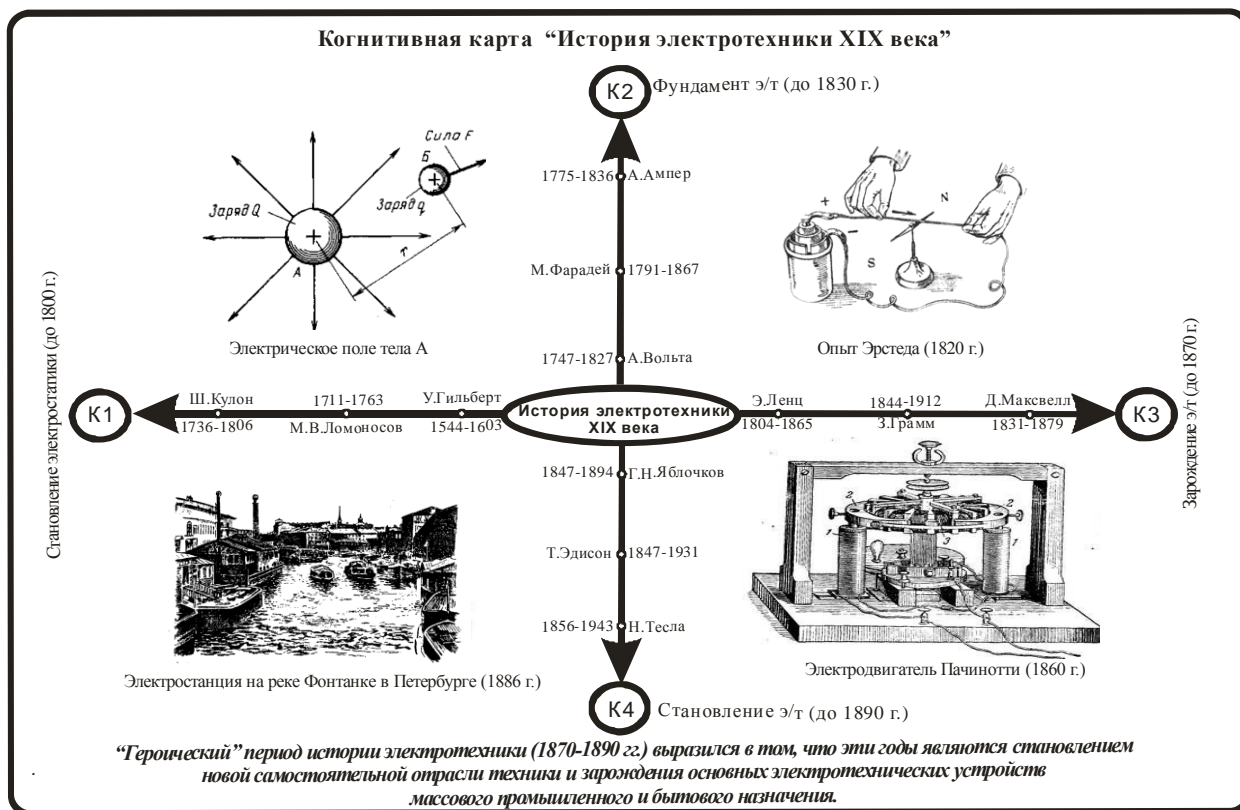 Когнитивная карта “История электротехники XIX века”
К2
Фундамент э/т (до 1830 г.)
Сила F
Б
Заряд q
Заряд Q
А
r
Электрическое поле тела А
1775-1836
А.Ампер
М.Фарадей
1791-1867
1747-1827
А.Вольта
+
−
N
S
Опыт Эрстеда (1820 г.)
Становление электростатики (до 1800 г.)
К1
Ш.Кулон
1736-1806
1711-1763
М.В.Ломоносов
У.Гильберт
1544-1603
История электротехники
XIX века
Э.Ленц
1804-1865
1844-1912
З.Грамм
Д.Максвелл
1831-1879
К3
Зарождение э/т (до 1870 г.)
1847-1894
Г.Н.Яблочков
Т.Эдисон
1847-1931
1856-1943
Н.Тесла
Электростанция на реке Фонтанке в Петербурге (1886 г.)
2
2
1
3
1
Электродвигатель Пачинотти (1860 г.)
К4
Становление э/т (до 1890 г.)
“Героический” период истории электротехники (1870-1890 гг.) выразился в том, что эти годы являются становлением
новой самостоятельной отрасли техники и зарождения основных электротехнических устройств
массового промышленного и бытового назначения.